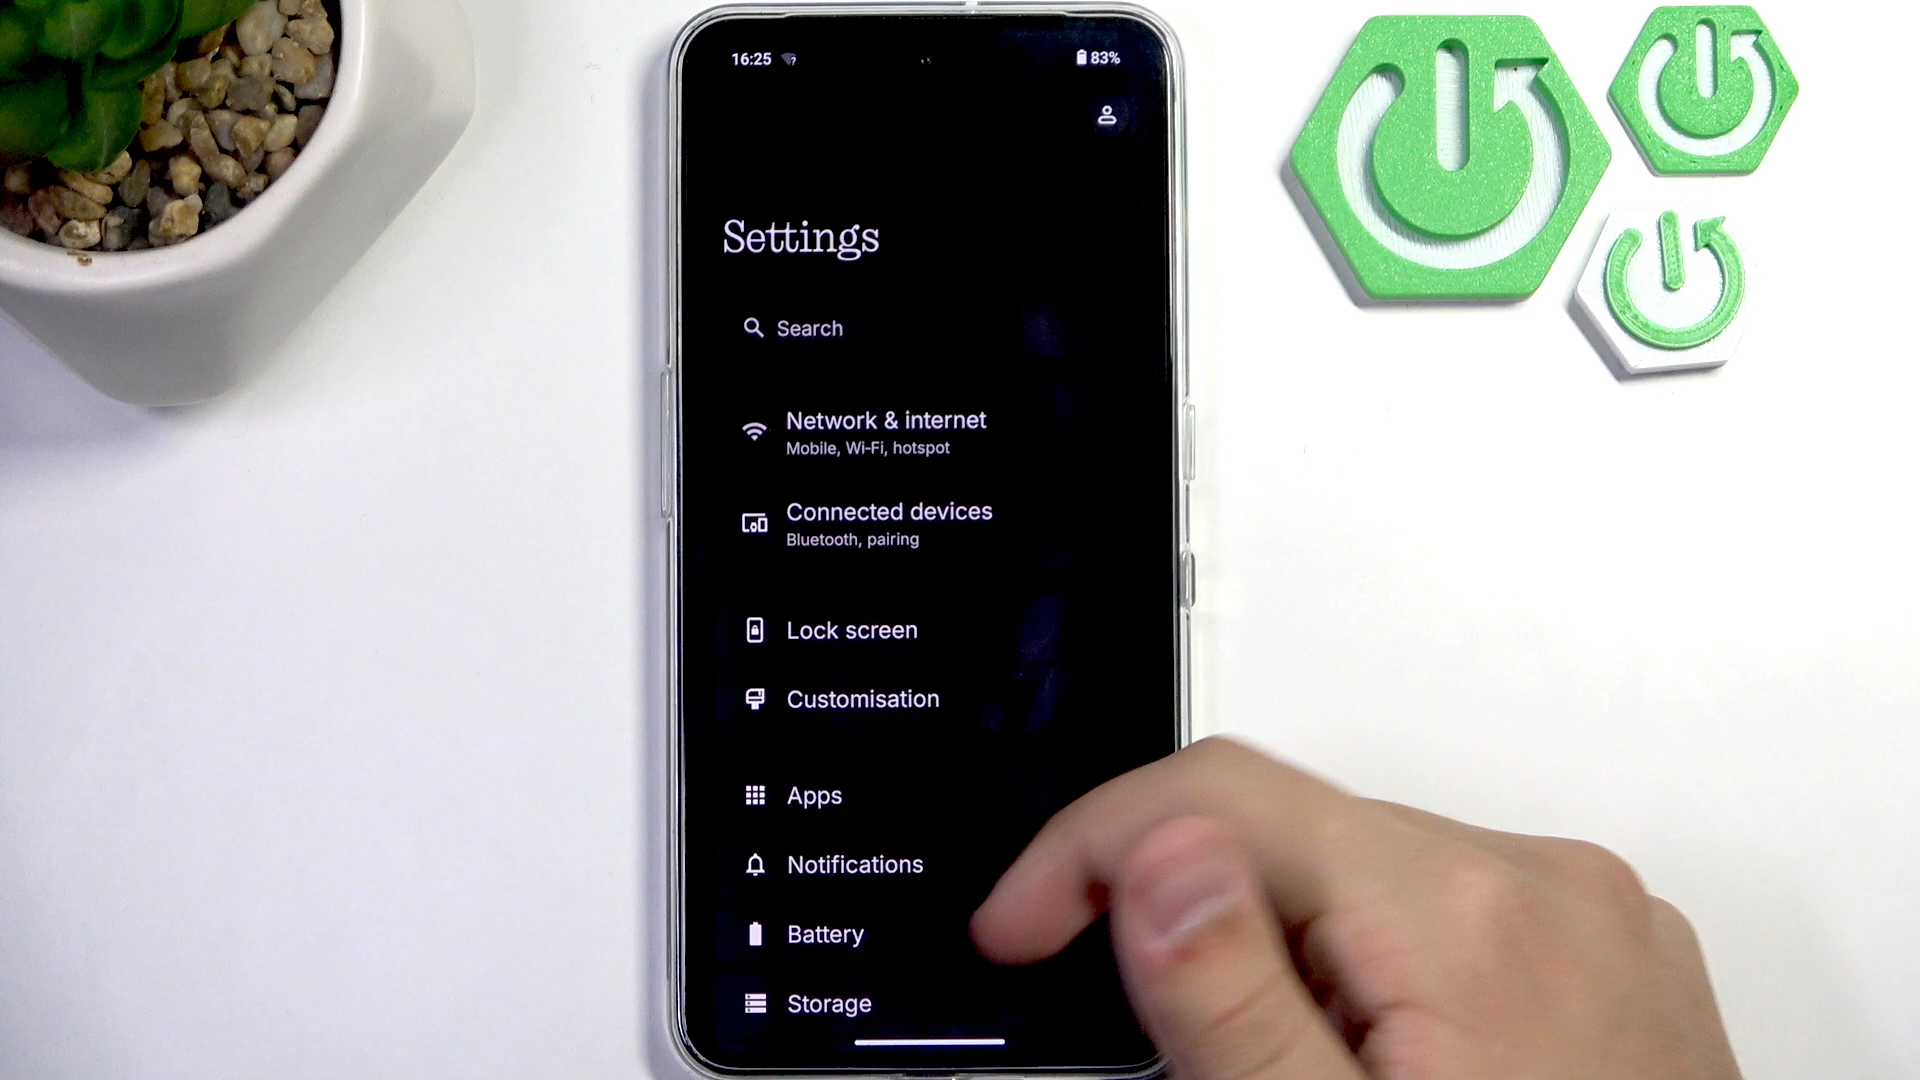 16:25
83%
Settings
Search
Network & internet
Mobile, Wi-Fi, hotspot
Connected devices
Bluetooth, pairing
Lock screen
Customisation
Apps
Notifications
Battery
Storage